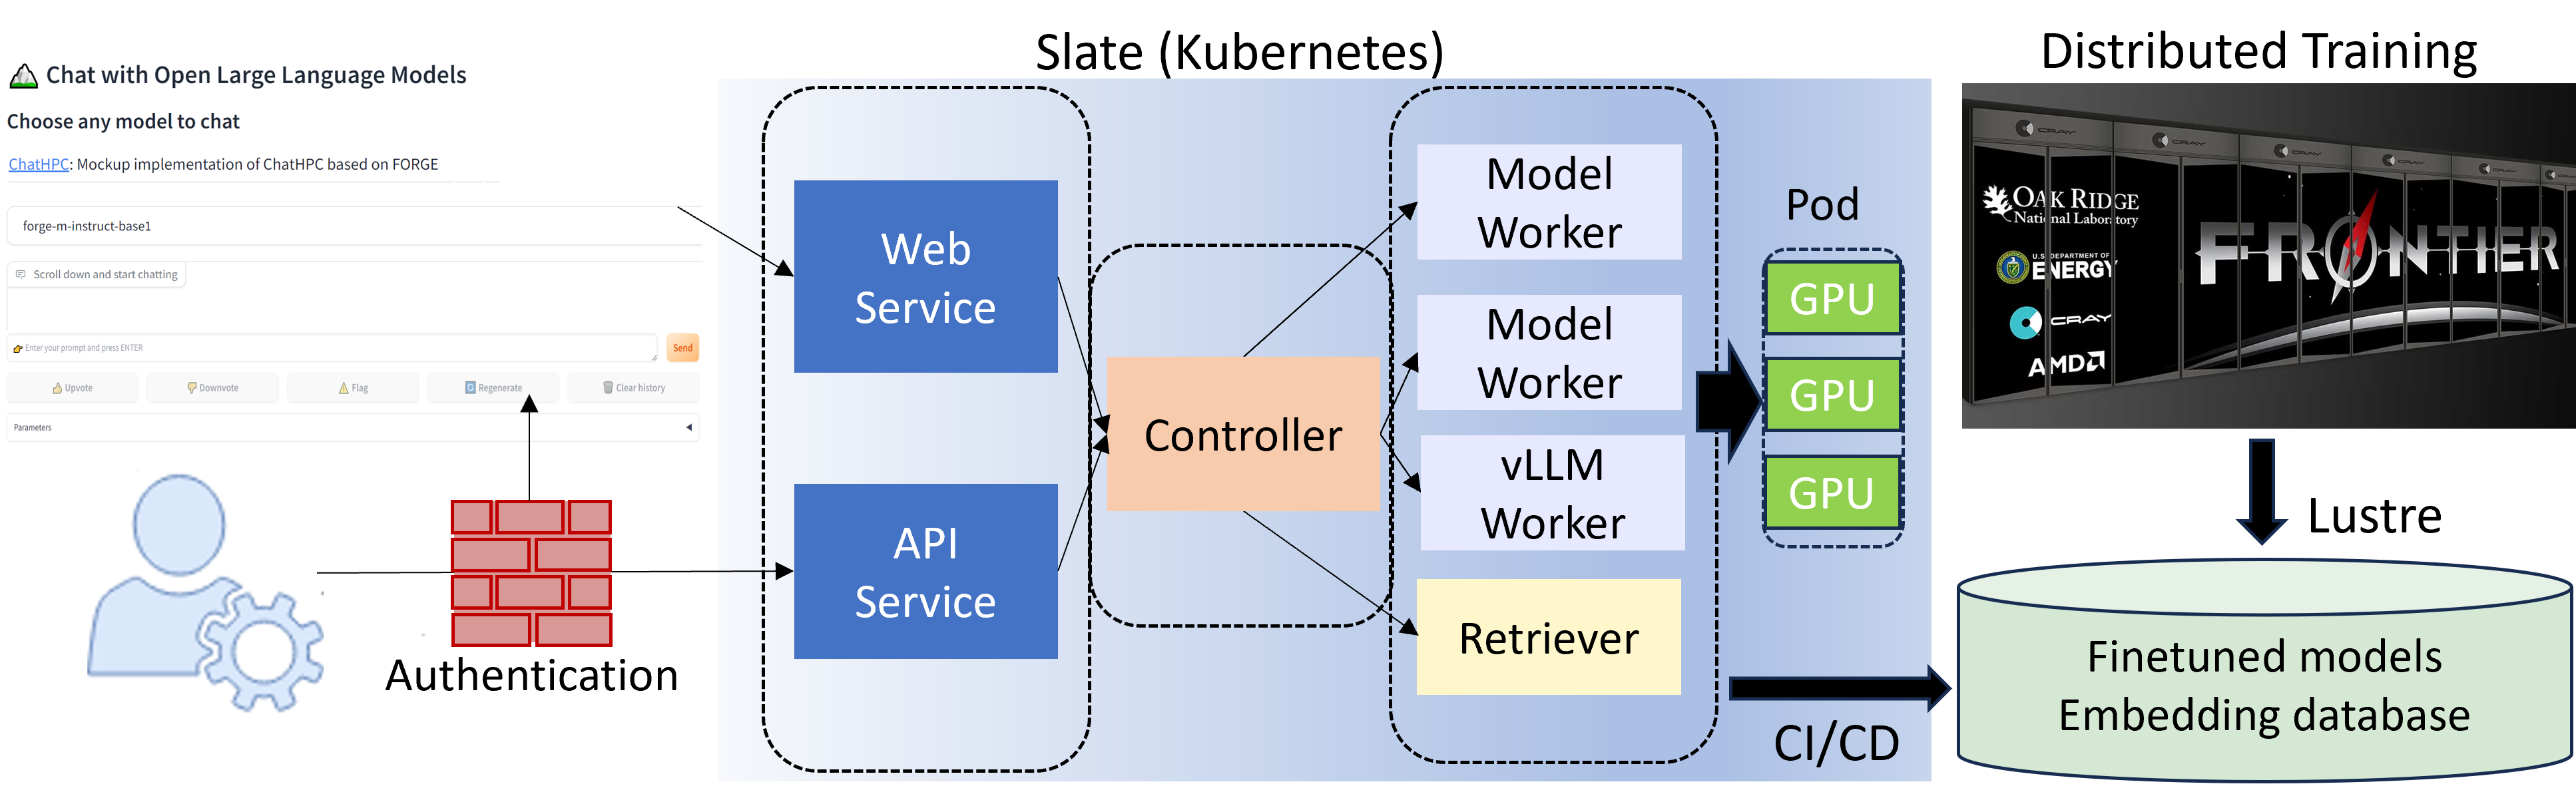 Slate (Kubernetes)
Distributed Training
Chat with Open Large Language Models
Choose any model to chat
ChatHPC: Mockup implementation of ChatHPC based on FORGE
forge-m-instruct-base1
Scroll down and start chatting
Enter your prompt and press ENTER
Send
Upvote
Downvote
Flag
Regenerate
Clear history
Parameters
Authentication
Web
Service
API
Service
Controller
Model
Worker
Model
Worker
vLLM
Worker
Retriever
Pod
GPU
GPU
GPU
CI/CD
CRAY
CRAY
CRAY
CRAY
CRAY
OAK RIDGE
National Laboratory
U.S. DEPARTMENT OF
ENERGY
CRAY
AMD
FRONTIER
Lustre
Finetuned models
Embedding database